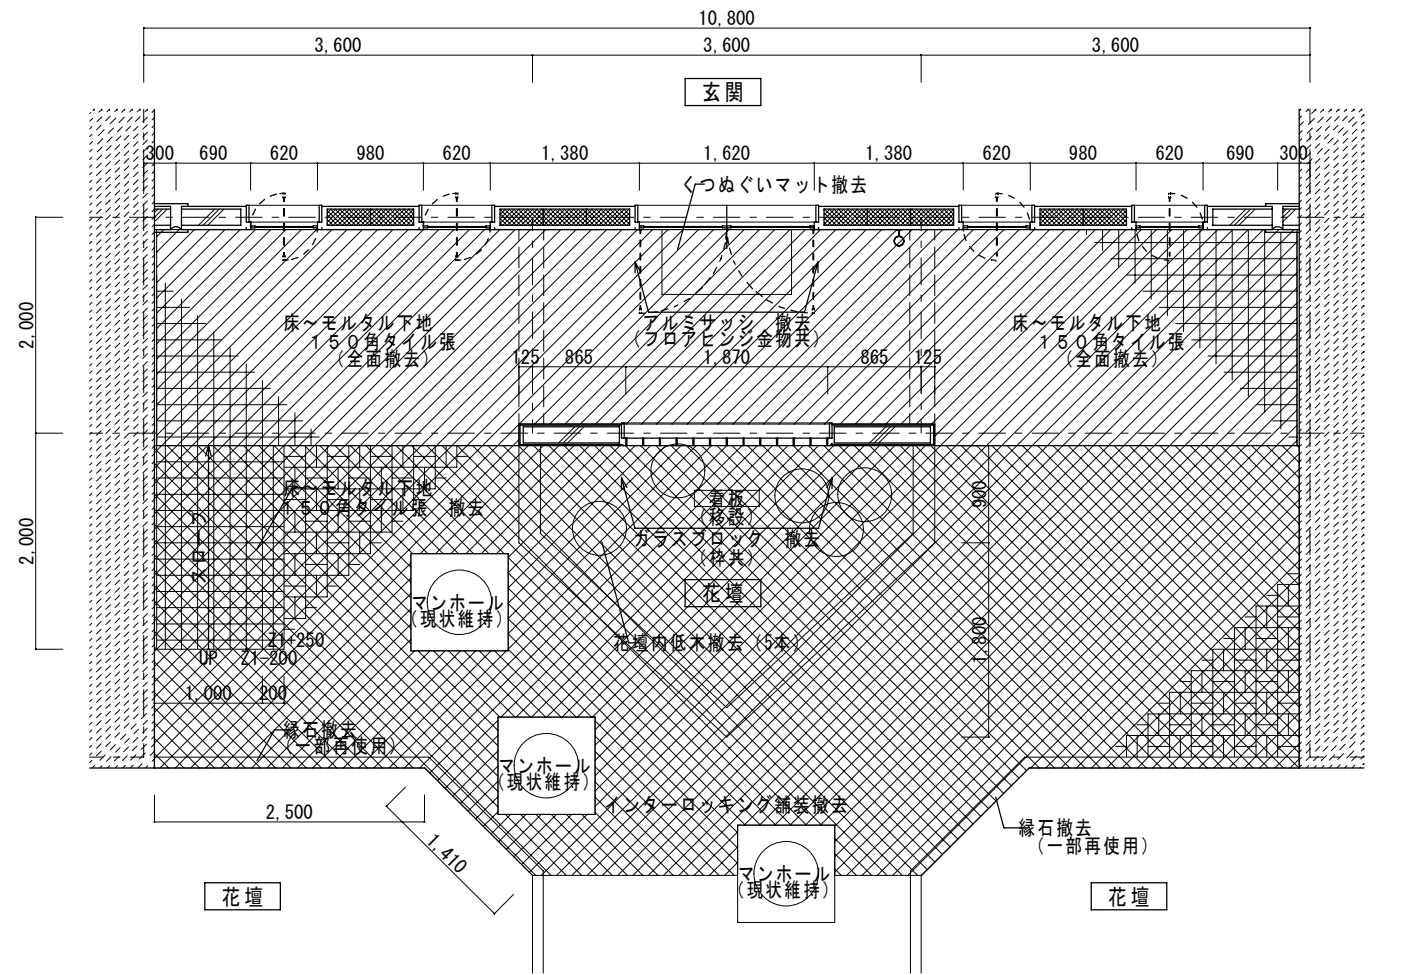 10,800
3,600
3,600
3,600
玄関
300
690
620
980
620
1,380
1,620
1,380
620
980
620
690
300
くつぬぐいマット撤去
2,000
床～モルタル下地
150角タイル張
(全面撤去)
アルミサッシ 撤去
(フロアヒンジ金物共)
床～モルタル下地
150角タイル張
(全面撤去)
125
865
1,870
865
125
2,000
床～モルタル下地
150角タイル張 撤去
スロープ
看板
(移設)
ガラスブロック 撤去
(枠共)
900
花壇
マンホール
(現状維持)
花壇内低木撤去(5本)
1,800
Z1+250
UP
Z1-200
1,000
200
縁石撤去
(一部再使用)
マンホール
(現状維持)
インターロッキング舗装撤去
2,500
1,410
縁石撤去
(一部再使用)
マンホール
(現状維持)
花壇
花壇